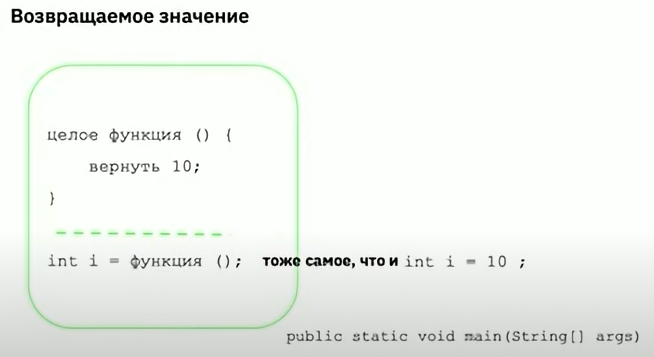 Возвращаемое значение
целое функция () {
вернуть 10;
}
int i = функция (); тоже самое, что и int i = 10 ;
public static void main(String[] args)